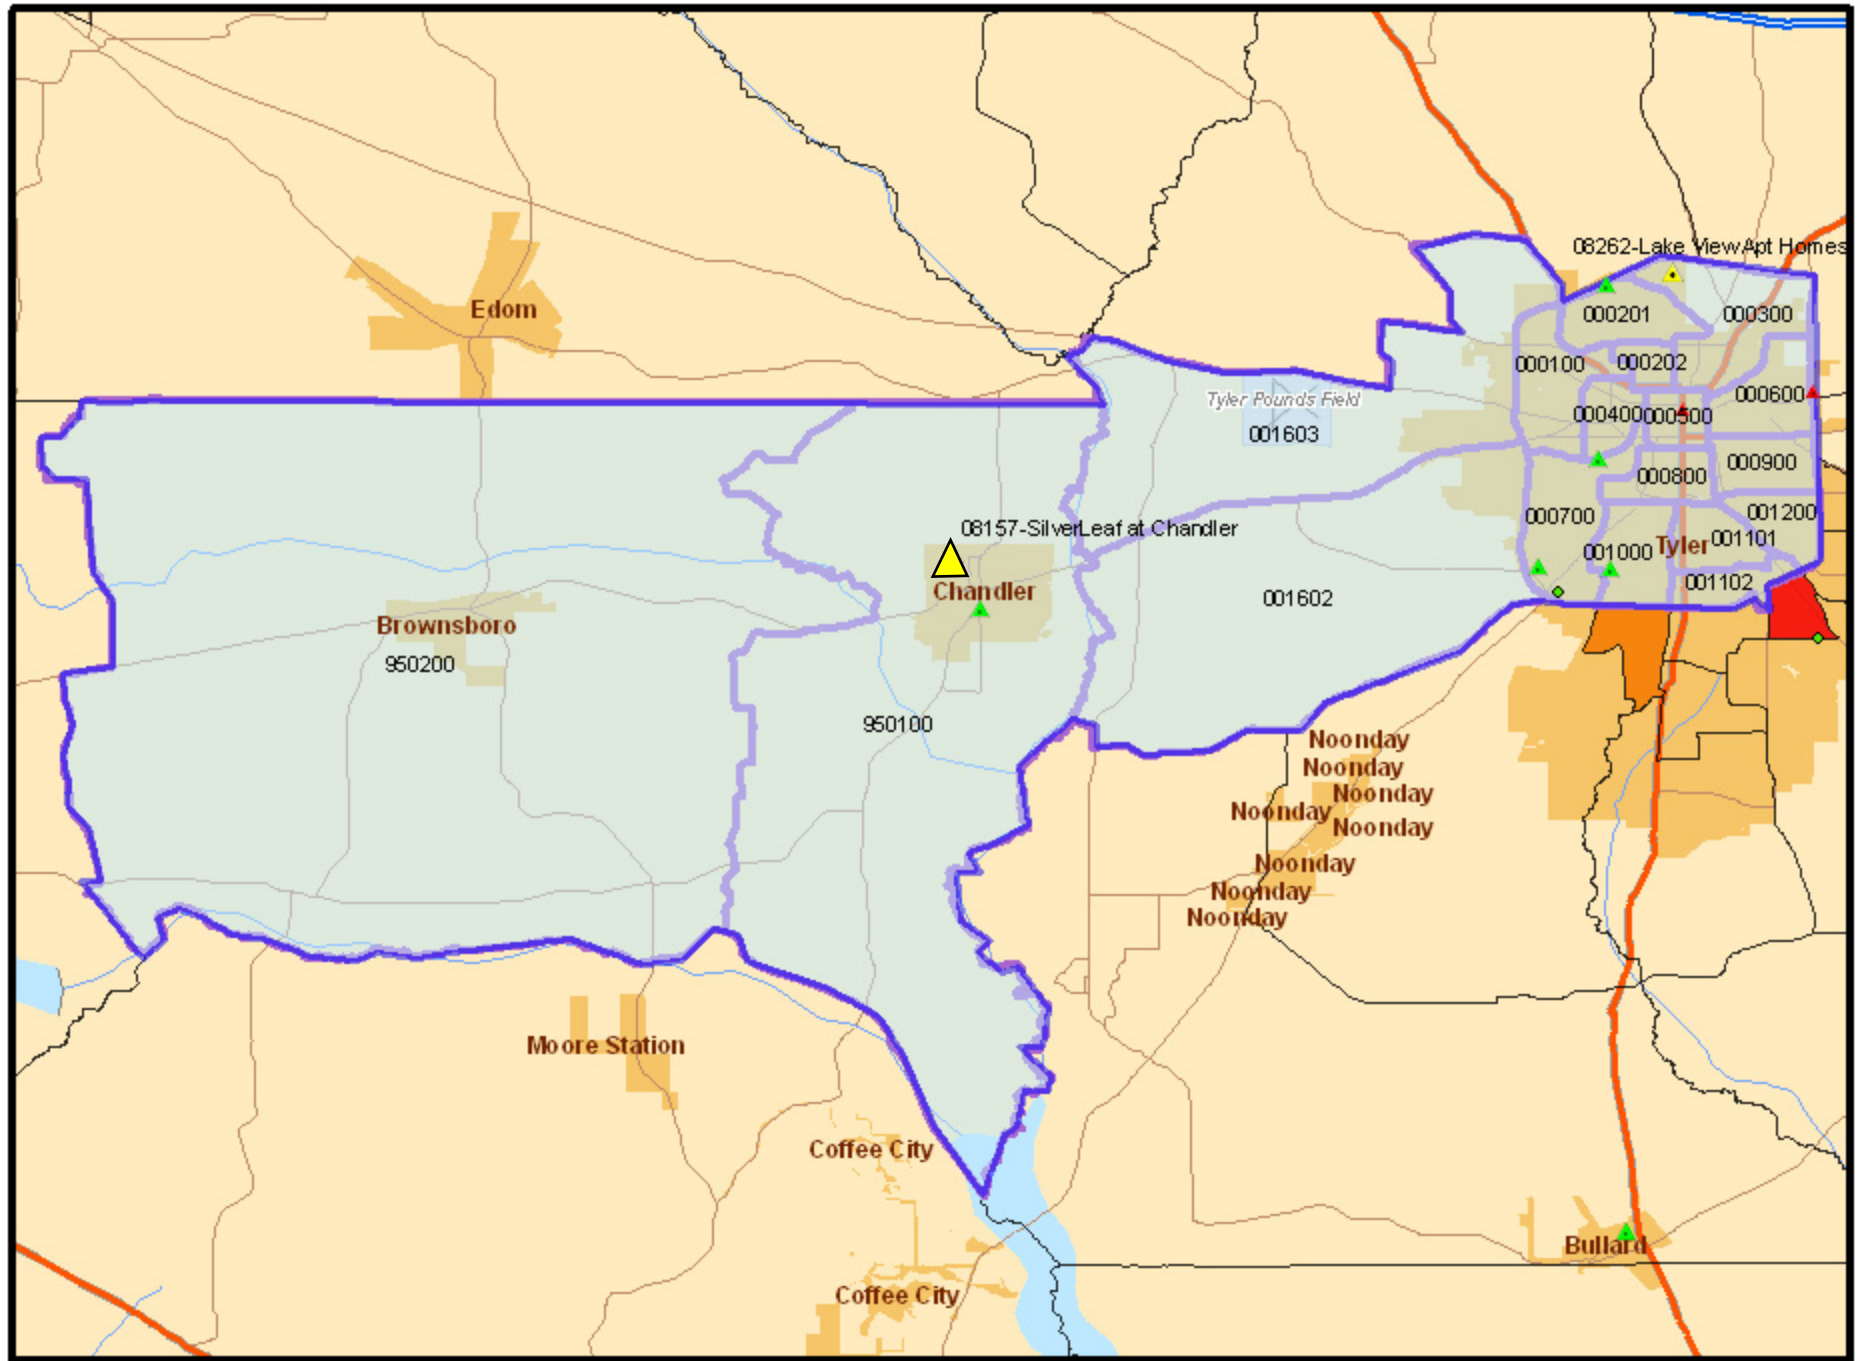 08262-Lake View Apt Homes
Edom
000201
000300
000100
000202
Tyler Pounds Field
000600
000400
000500
001603
000900
000800
08157-SilverLeaf at Chandler
000700
001200
001101
Tyler
001000
001102
Chandler
001602
Brownsboro
950200
950100
Noonday
Noonday
Noonday
Noonday
Noonday
Noonday
Noonday
Noonday
Moore Station
Coffee City
Bullard
Coffee City